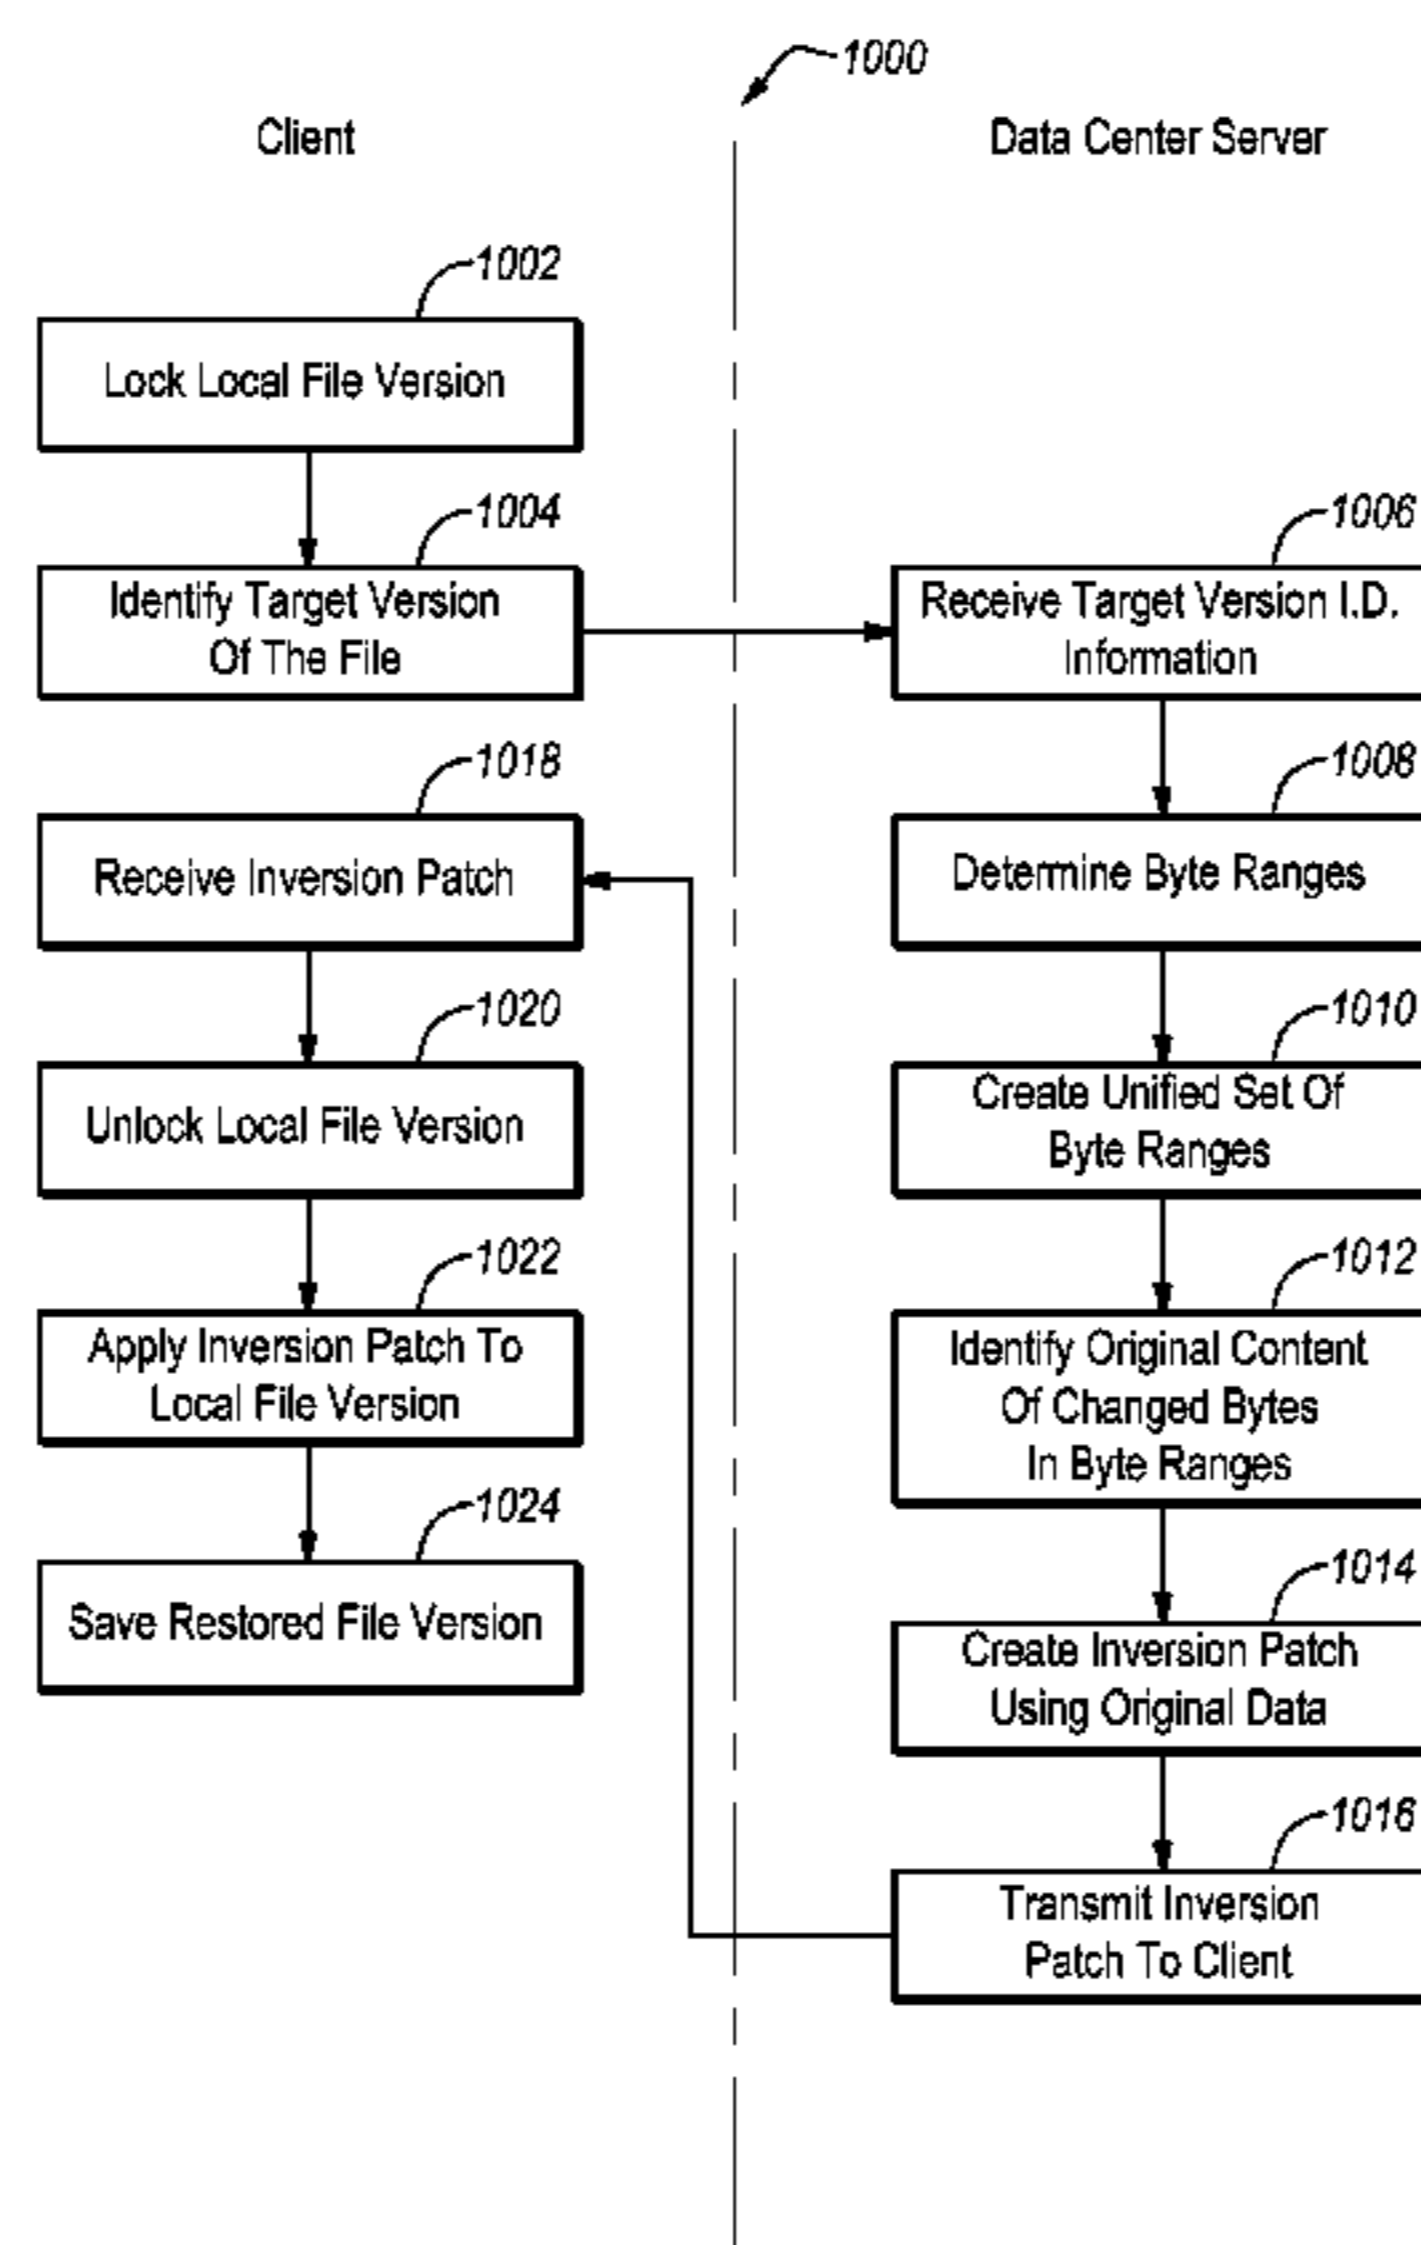 1000
Client
Data Center Server
1002
Lock Local File Version
1004
Identify Target Version
Of The File
1006
Receive Target Version I.D.
Information
1008
Determine Byte Ranges
1010
Create Unified Set Of
Byte Ranges
1012
Identify Original Content
Of Changed Bytes
In Byte Ranges
1014
Create Inversion Patch
Using Original Data
1016
Transmit Inversion
Patch To Client
1018
Receive Inversion Patch
1020
Unlock Local File Version
1022
Apply Inversion Patch To
Local File Version
1024
Save Restored File Version